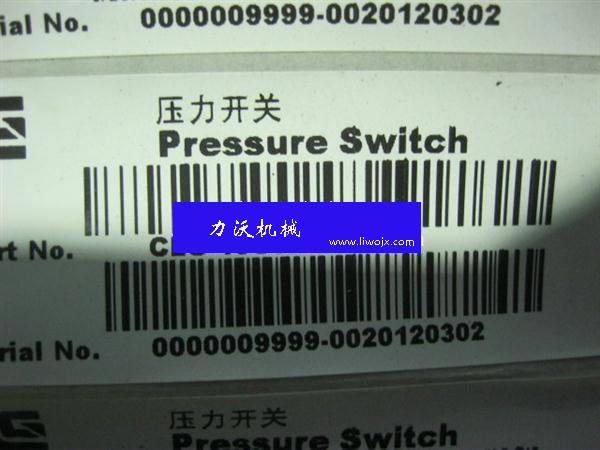 rial No. 0000009999-0020120302
压力开关
Pressure Switch
力沃机械
www.liwojx.com
rt No.
rial No. 0000009999-0020120302
压力开关
Pressure Switch